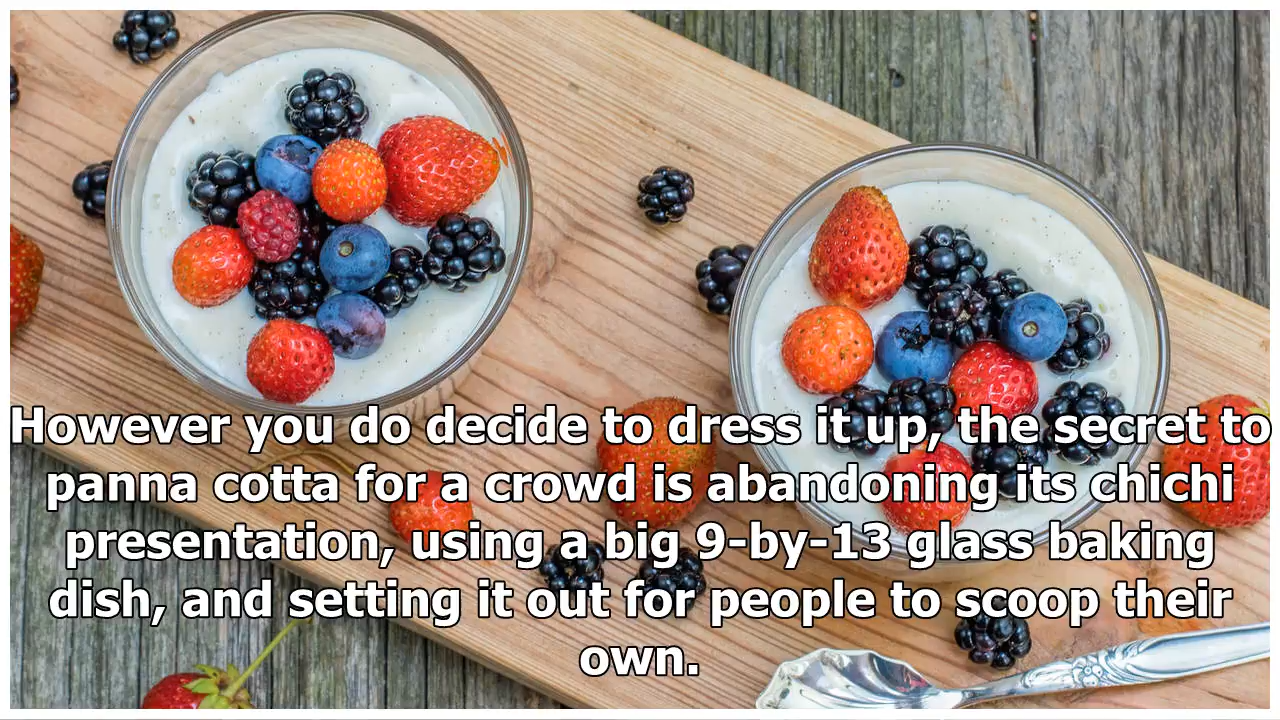 However you do decide to dress it up, the secret to
panna cotta for a crowd is abandoning its chichi
presentation, using a big 9-by-13 glass baking
dish, and setting it out for people to scoop their
own.